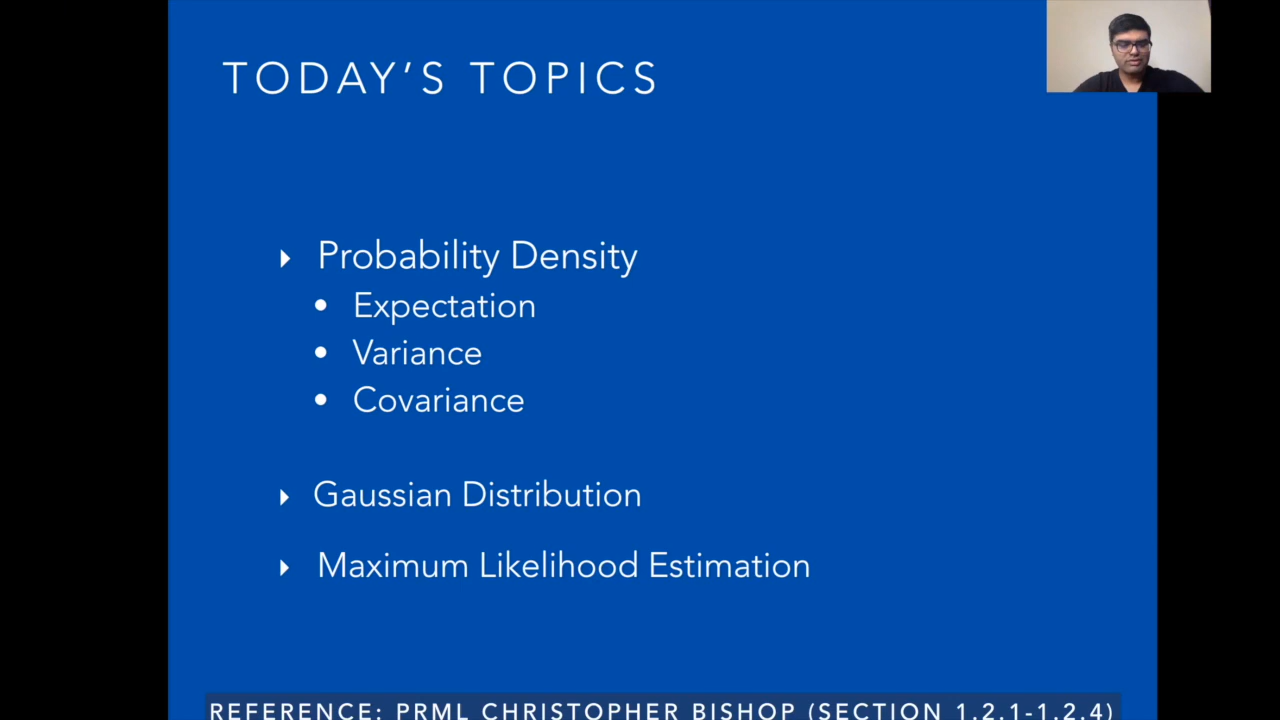 TODAY’S TOPICS
Probability Density
Expectation
Variance
Covariance
Gaussian Distribution
Maximum Likelihood Estimation
REFERENCE: PRML CHRISTOPHER BISHOP (SECTION 1.2.1-1.2.4)